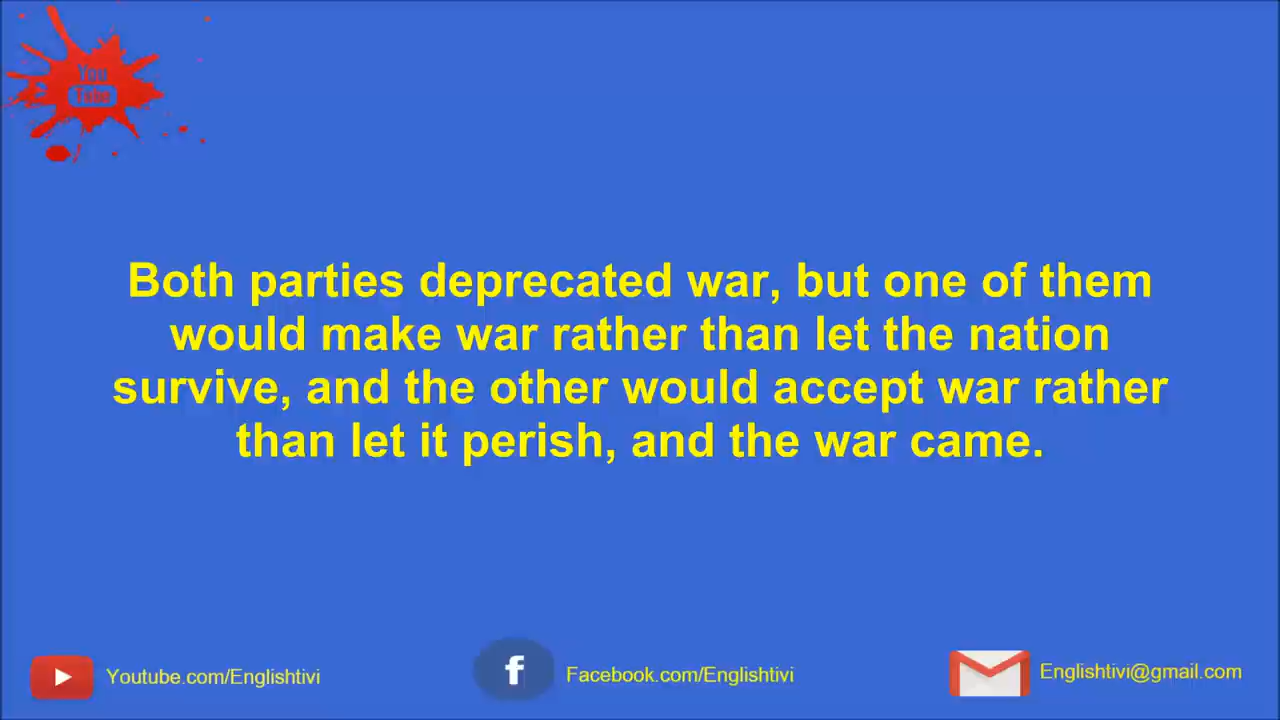 You
Tube
Both parties deprecated war, but one of them
would make war rather than let the nation
survive, and the other would accept war rather
than let it perish, and the war came.
Youtube.com/Englishtivi
f
Facebook.com/Englishtivi
Englishtivi@gmail.com